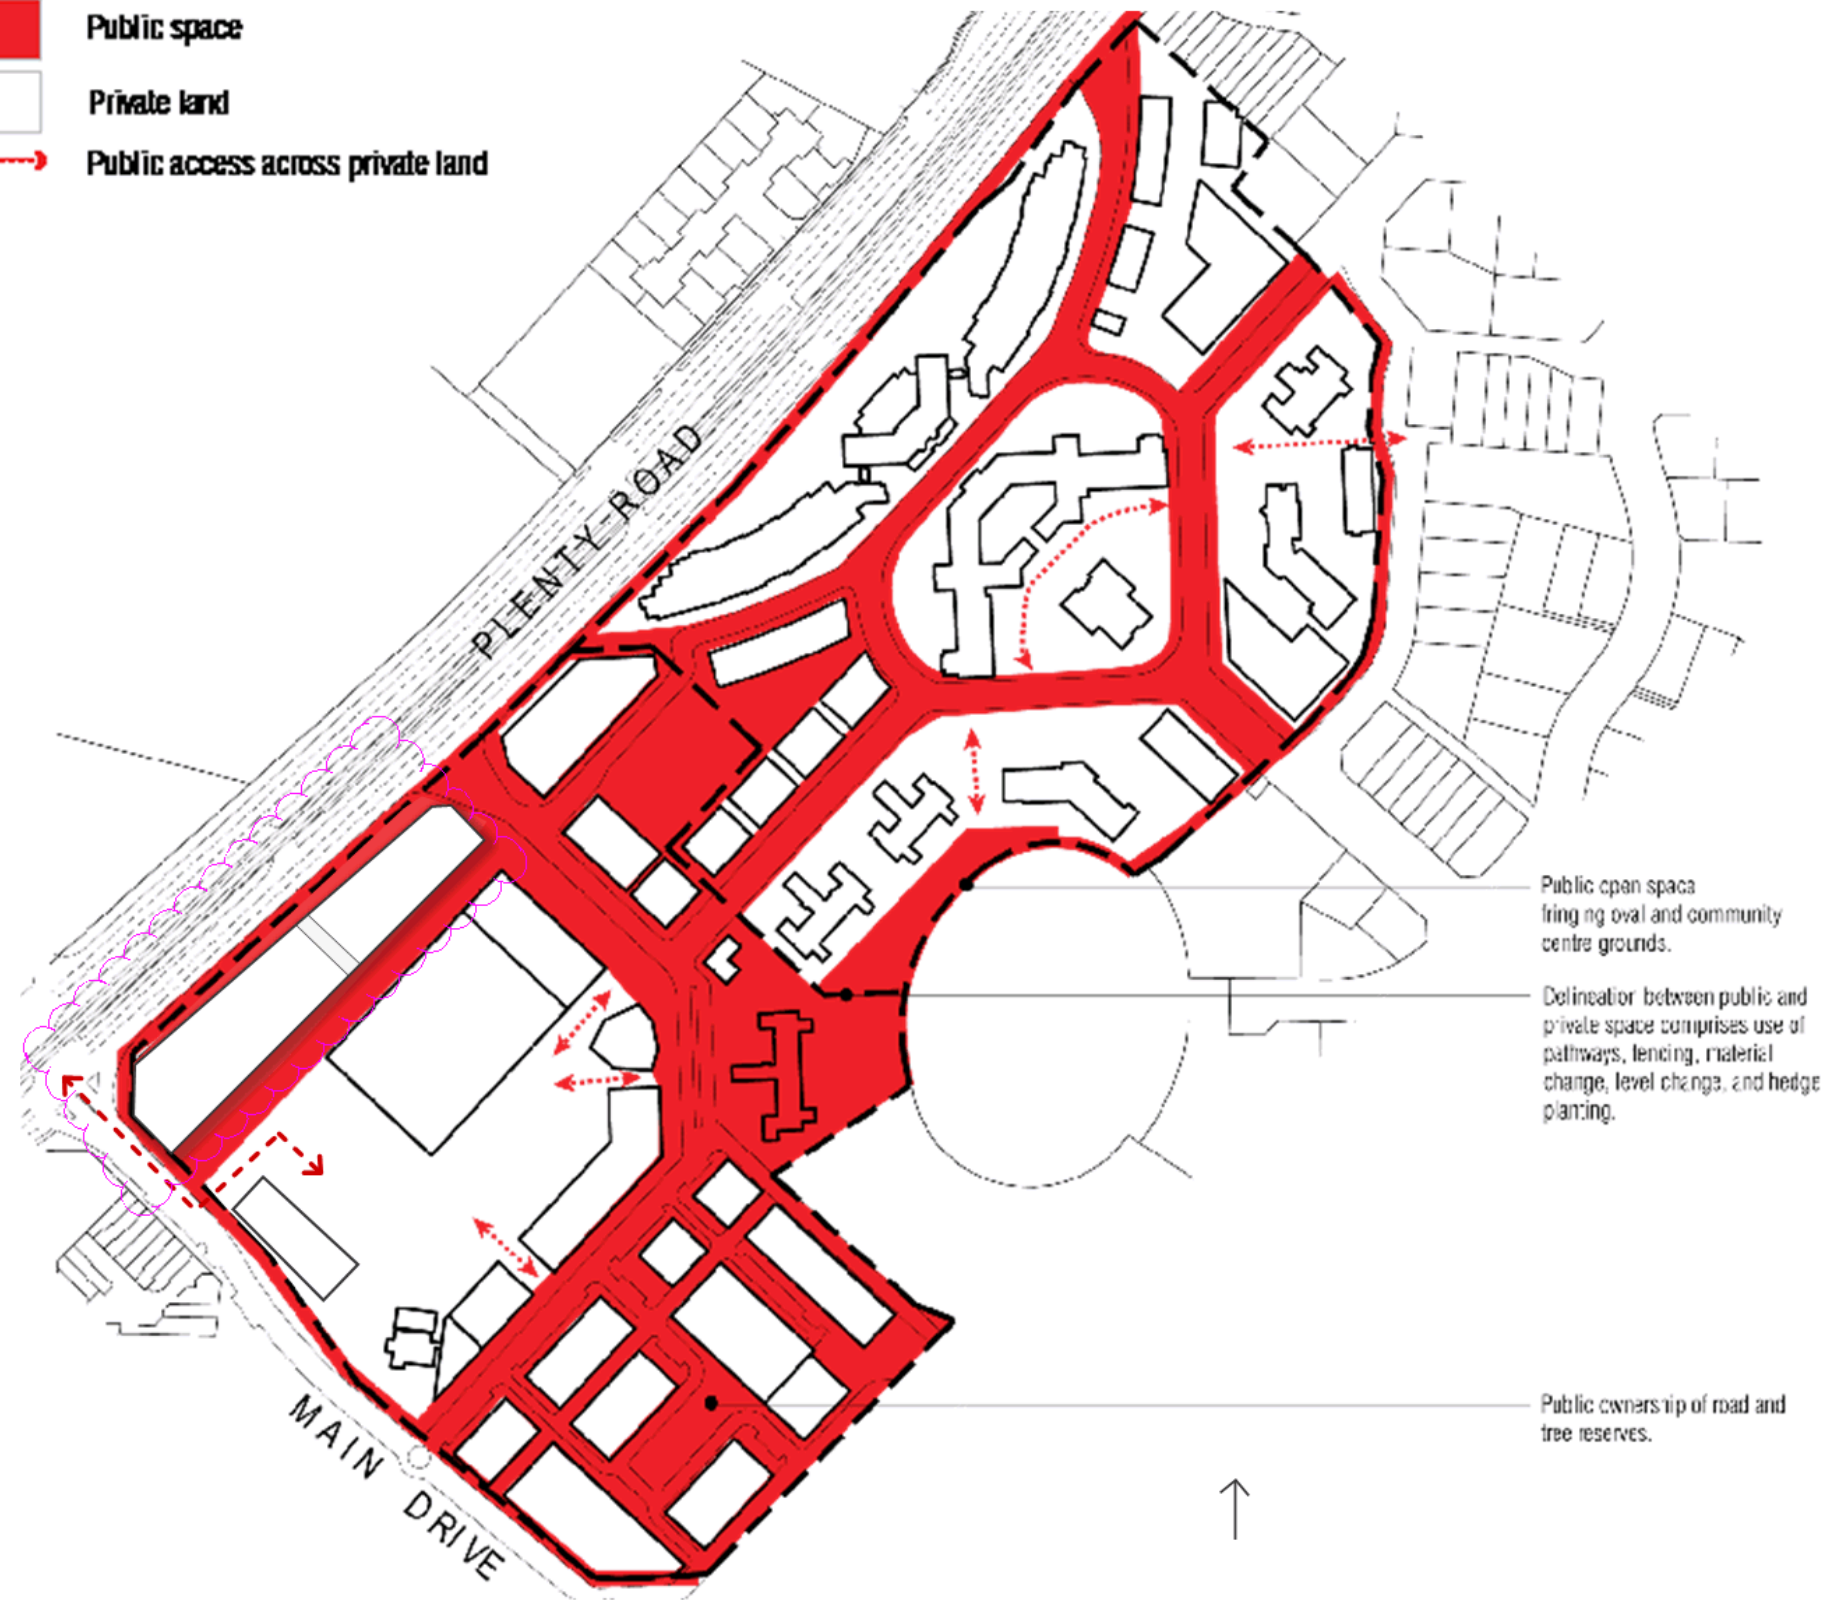 Public space
Private land
Public access across private land
PLENTY ROAD
Public open space
fringing oval and community
centre grounds.
Delineation between public and
private space comprises use of
pathways, fencing, material
change, level change, and hedge
planting.
Public ownership of road and
tree reserves.
MAIN DRIVE